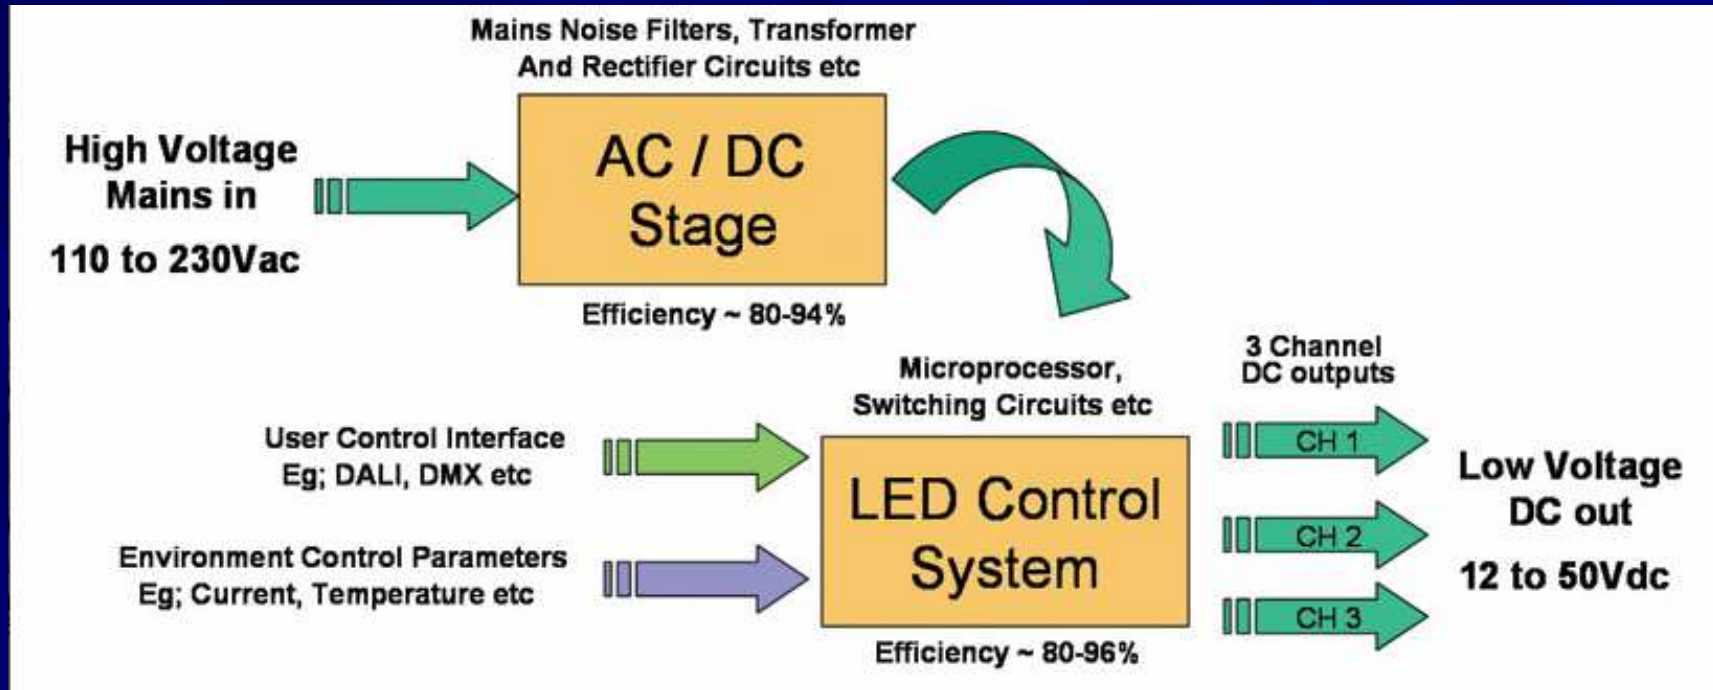 Mains Noise Filters, Transformer
And Rectifier Circuits etc
High Voltage
Mains in
110 to 230Vac
AC / DC
Stage
Efficiency ~ 80-94%
Microprocessor,
Switching Circuits etc
3 Channel
DC outputs
User Control Interface
Eg; DALI, DMX etc
Environment Control Parameters
Eg; Current, Temperature etc
LED Control
System
Efficiency ~ 80-96%
CH 1
CH 2
CH 3
Low Voltage
DC out
12 to 50Vdc